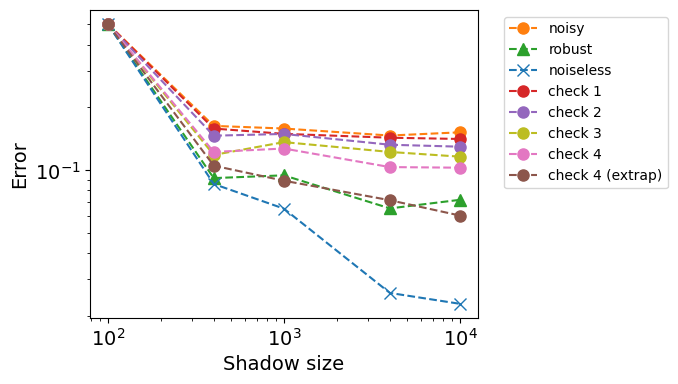 Error
10⁻¹
10² 10³ 10⁴
Shadow size
noisy
robust
noiseless
check 1
check 2
check 3
check 4
check 4 (extrap)